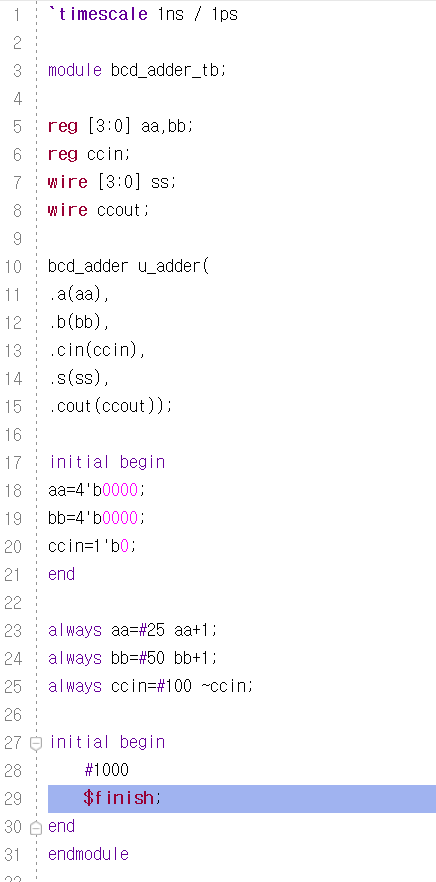 1 `timescale 1ns / 1ps
2
3 module bcd_adder_tb;
4
5 reg [3:0] aa,bb;
6 reg ccin;
7 wire [3:0] ss;
8 wire ccout;
9
10 bcd_adder u_adder(
11 .a(aa),
12 .b(bb),
13 .cin(ccin),
14 .s(ss),
15 .cout(ccout));
16
17 initial begin
18 aa=4'b0000;
19 bb=4'b0000;
20 ccin=1'b0;
21 end
22
23 always aa=#25 aa+1;
24 always bb=#50 bb+1;
25 always ccin=#100 ~ccin;
26
27 initial begin
28 #1000
29 $finish;
30 end
31 endmodule